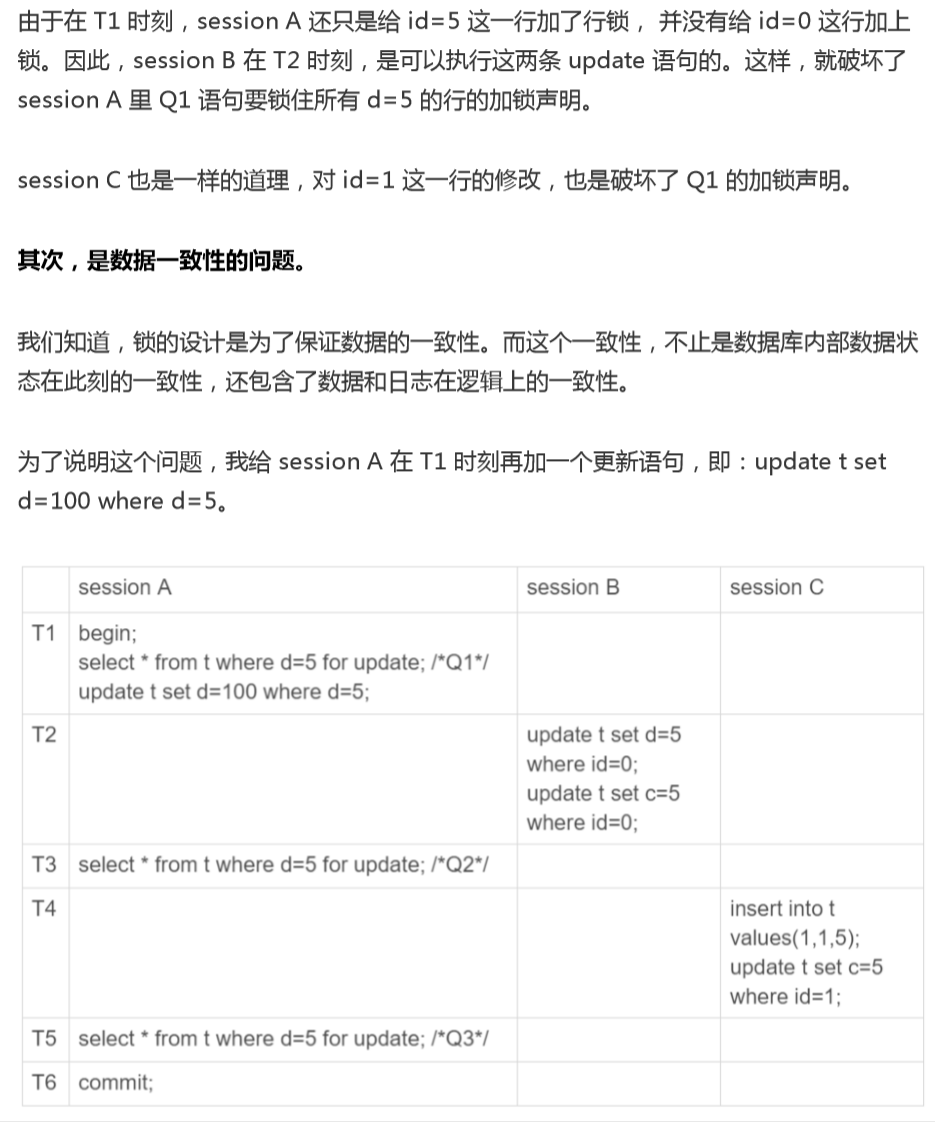 由于在 T1 时刻，session A 还只是给 id=5 这一行加了行锁， 并没有给 id=0 这行加上
锁。因此，session B 在 T2 时刻，是可以执行这两条 update 语句的。这样，就破坏了
session A 里 Q1 语句要锁住所有 d=5 的行的加锁声明。
session C 也是一样的道理，对 id=1 这一行的修改，也是破坏了 Q1 的加锁声明。
其次，是数据一致性的问题。
我们知道，锁的设计是为了保证数据的一致性。而这个一致性，不止是数据库内部数据状
态在此刻的一致性，还包含了数据和日志在逻辑上的一致性。
为了说明这个问题，我给 session A 在 T1 时刻再加一个更新语句，即：update t set
d=100 where d=5。
session A session B session C
T1 begin;
select * from t where d=5 for update; /*Q1*/
update t set d=100 where d=5;
T2 update t set d=5
where id=0;
update t set c=5
where id=0;
T3 select * from t where d=5 for update; /*Q2*/
T4 insert into t
values(1,1,5);
update t set c=5
where id=1;
T5 select * from t where d=5 for update; /*Q3*/
T6 commit;